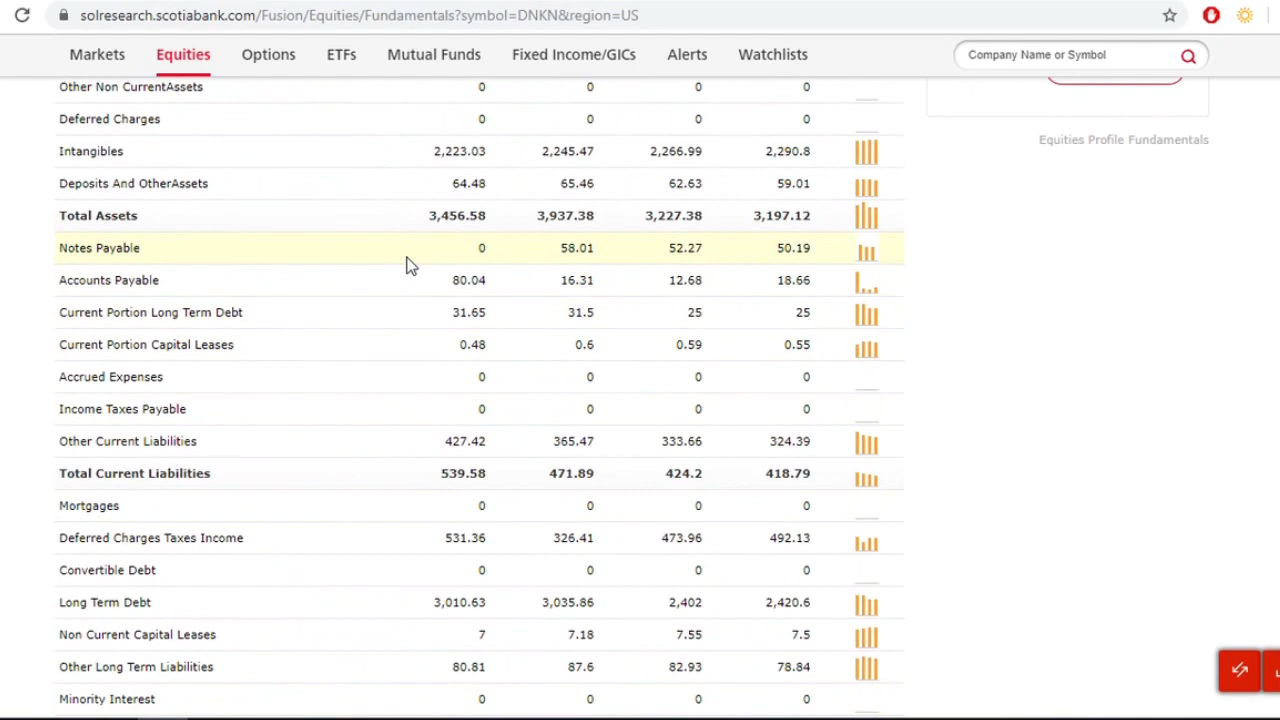 solresearch.scotiabank.com/Fusion/Equities/Fundamentals?symbol=DNKN&region=US
Markets Equities Options ETFs Mutual Funds Fixed Income/GICs Alerts Watchlists Company Name or Symbol
Other Non CurrentAssets 0 0 0 0
Deferred Charges 0 0 0 0
Equities Profile Fundamentals
Intangibles 2,223.03 2,245.47 2,266.99 2,290.8
Deposits And OtherAssets 64.48 65.46 62.63 59.01
Total Assets 3,456.58 3,937.38 3,227.38 3,197.12
Notes Payable 0 58.01 52.27 50.19
Accounts Payable 80.04 16.31 12.68 18.66
Current Portion Long Term Debt 31.65 31.5 25 25
Current Portion Capital Leases 0.48 0.6 0.59 0.55
Accrued Expenses 0 0 0 0
Income Taxes Payable 0 0 0 0
Other Current Liabilities 427.42 365.47 333.66 324.39
Total Current Liabilities 539.58 471.89 424.2 418.79
Mortgages 0 0 0 0
Deferred Charges Taxes Income 531.36 326.41 473.96 492.13
Convertible Debt 0 0 0 0
Long Term Debt 3,010.63 3,035.86 2,402 2,420.6
Non Current Capital Leases 7 7.18 7.55 7.5
Other Long Term Liabilities 80.81 87.6 82.93 78.84
Minority Interest 0 0 0 0